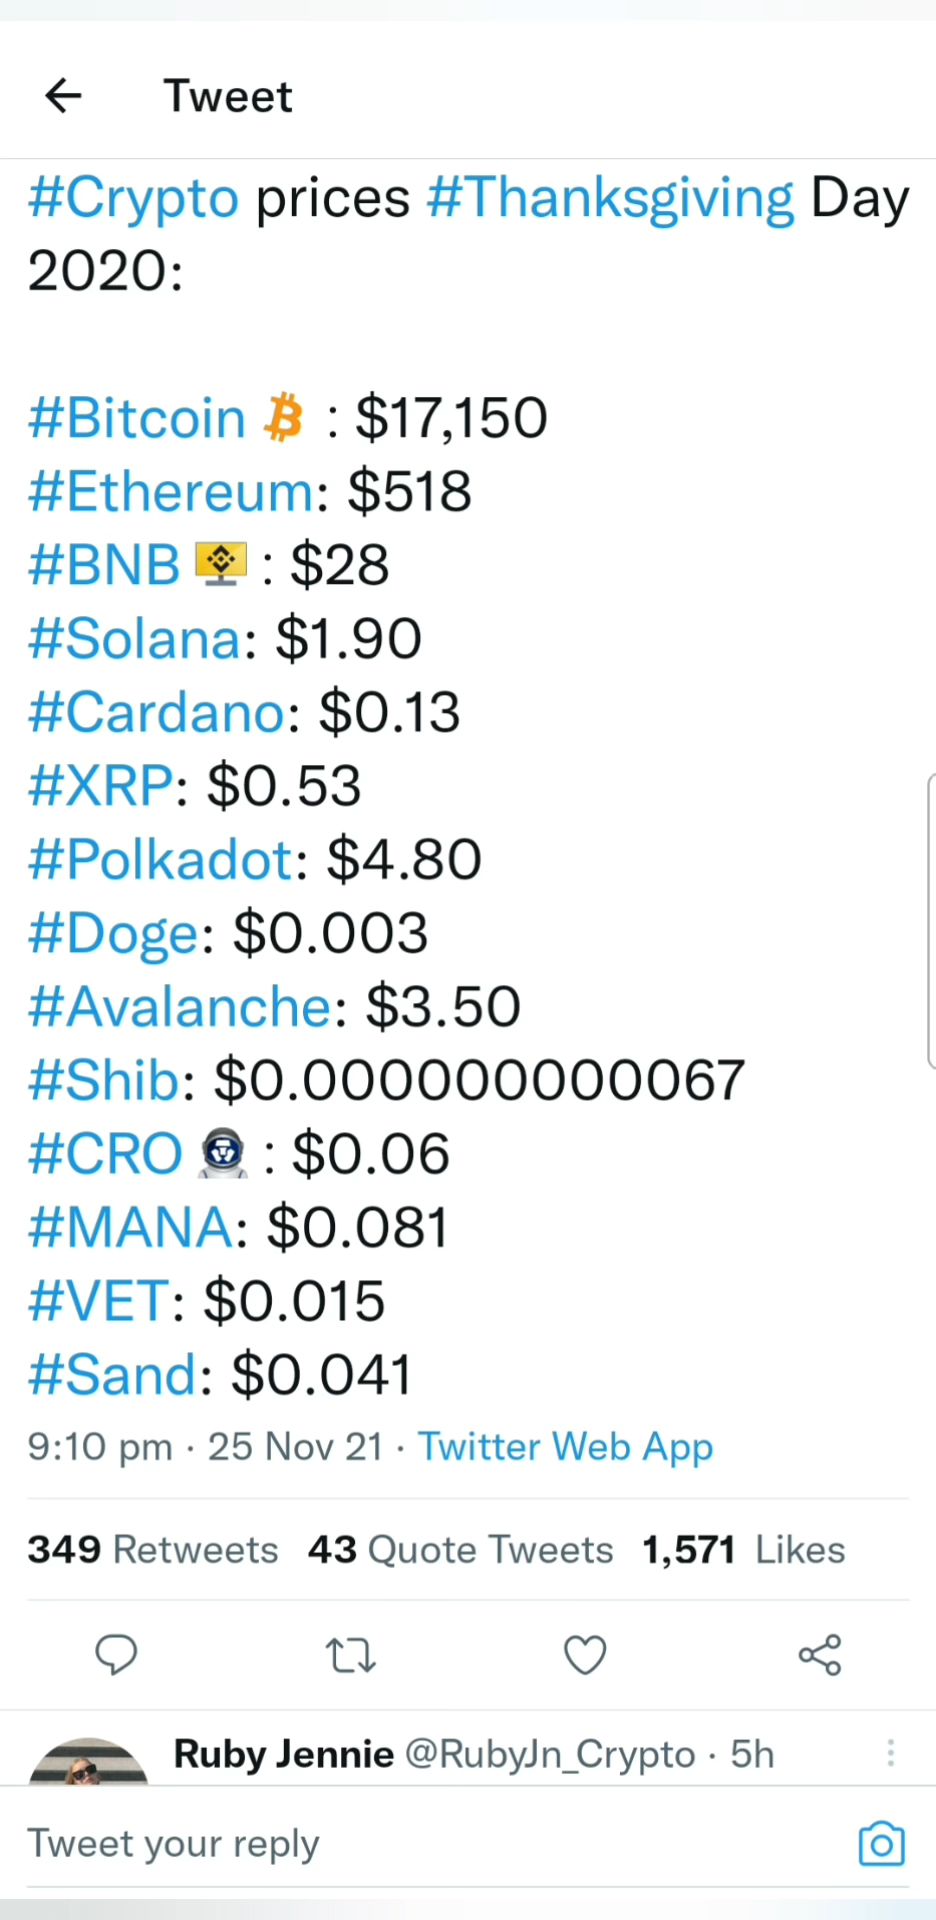 Tweet
#Crypto prices #Thanksgiving Day
2020:
#Bitcoin : $17,150
#Ethereum: $518
#BNB : $28
#Solana: $1.90
#Cardano: $0.13
#XRP: $0.53
#Polkadot: $4.80
#Doge: $0.003
#Avalanche: $3.50
#Shib: $0.000000000067
#CRO : $0.06
#MANA: $0.081
#VET: $0.015
#Sand: $0.041
9:10 pm · 25 Nov 21 · Twitter Web App
349 Retweets 43 Quote Tweets 1,571 Likes
Ruby Jennie @RubyJn_Crypto · 5h
Tweet your reply